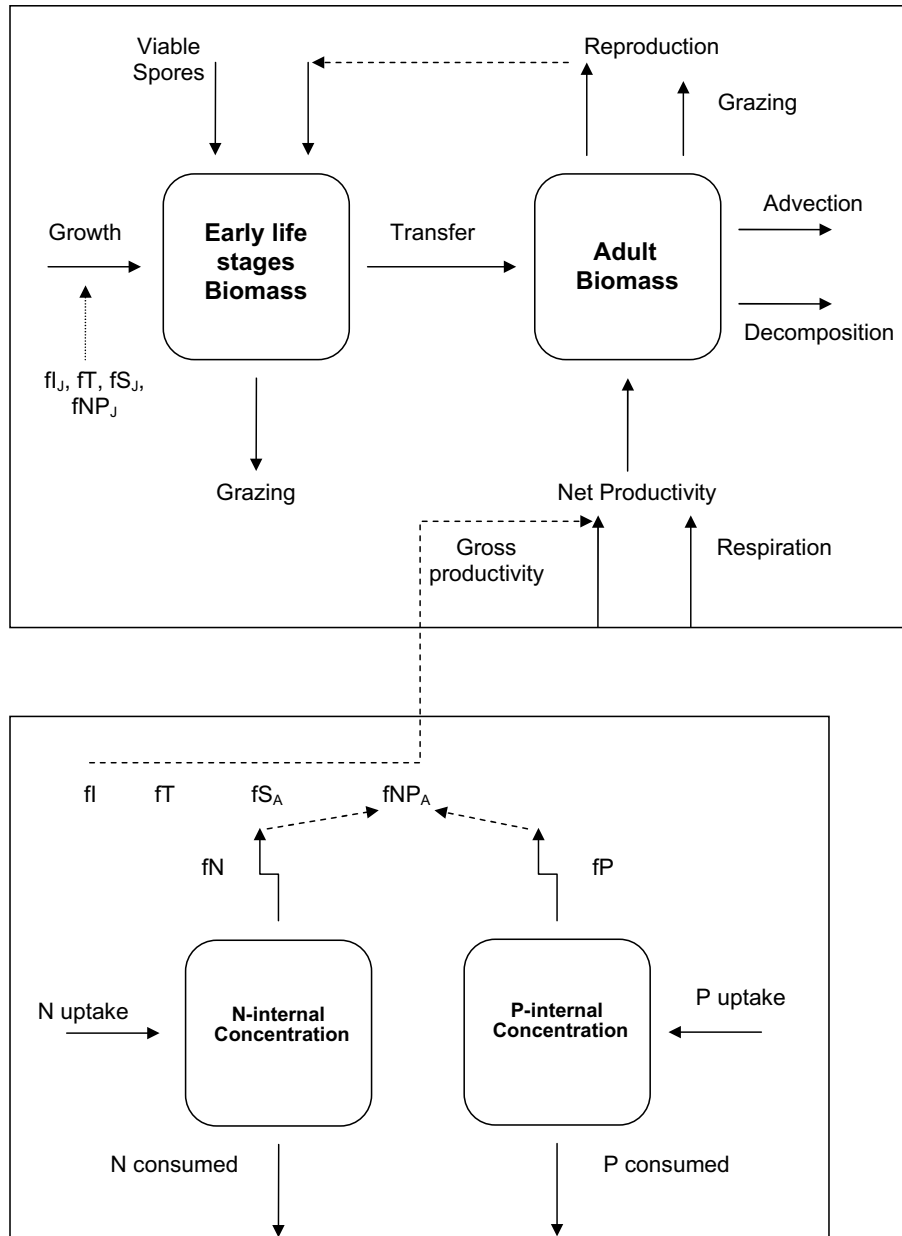 Viable
Spores
Reproduction
Grazing
Growth
Early life
stages
Biomass
Transfer
Adult
Biomass
Advection
Decomposition
fI_J, fT, fS_J,
fNP_J
Grazing
Net Productivity
Gross
productivity
Respiration
fI fT fS_A fNP_A
fN fP
N uptake
N-internal
Concentration
P-internal
Concentration
P uptake
N consumed
P consumed